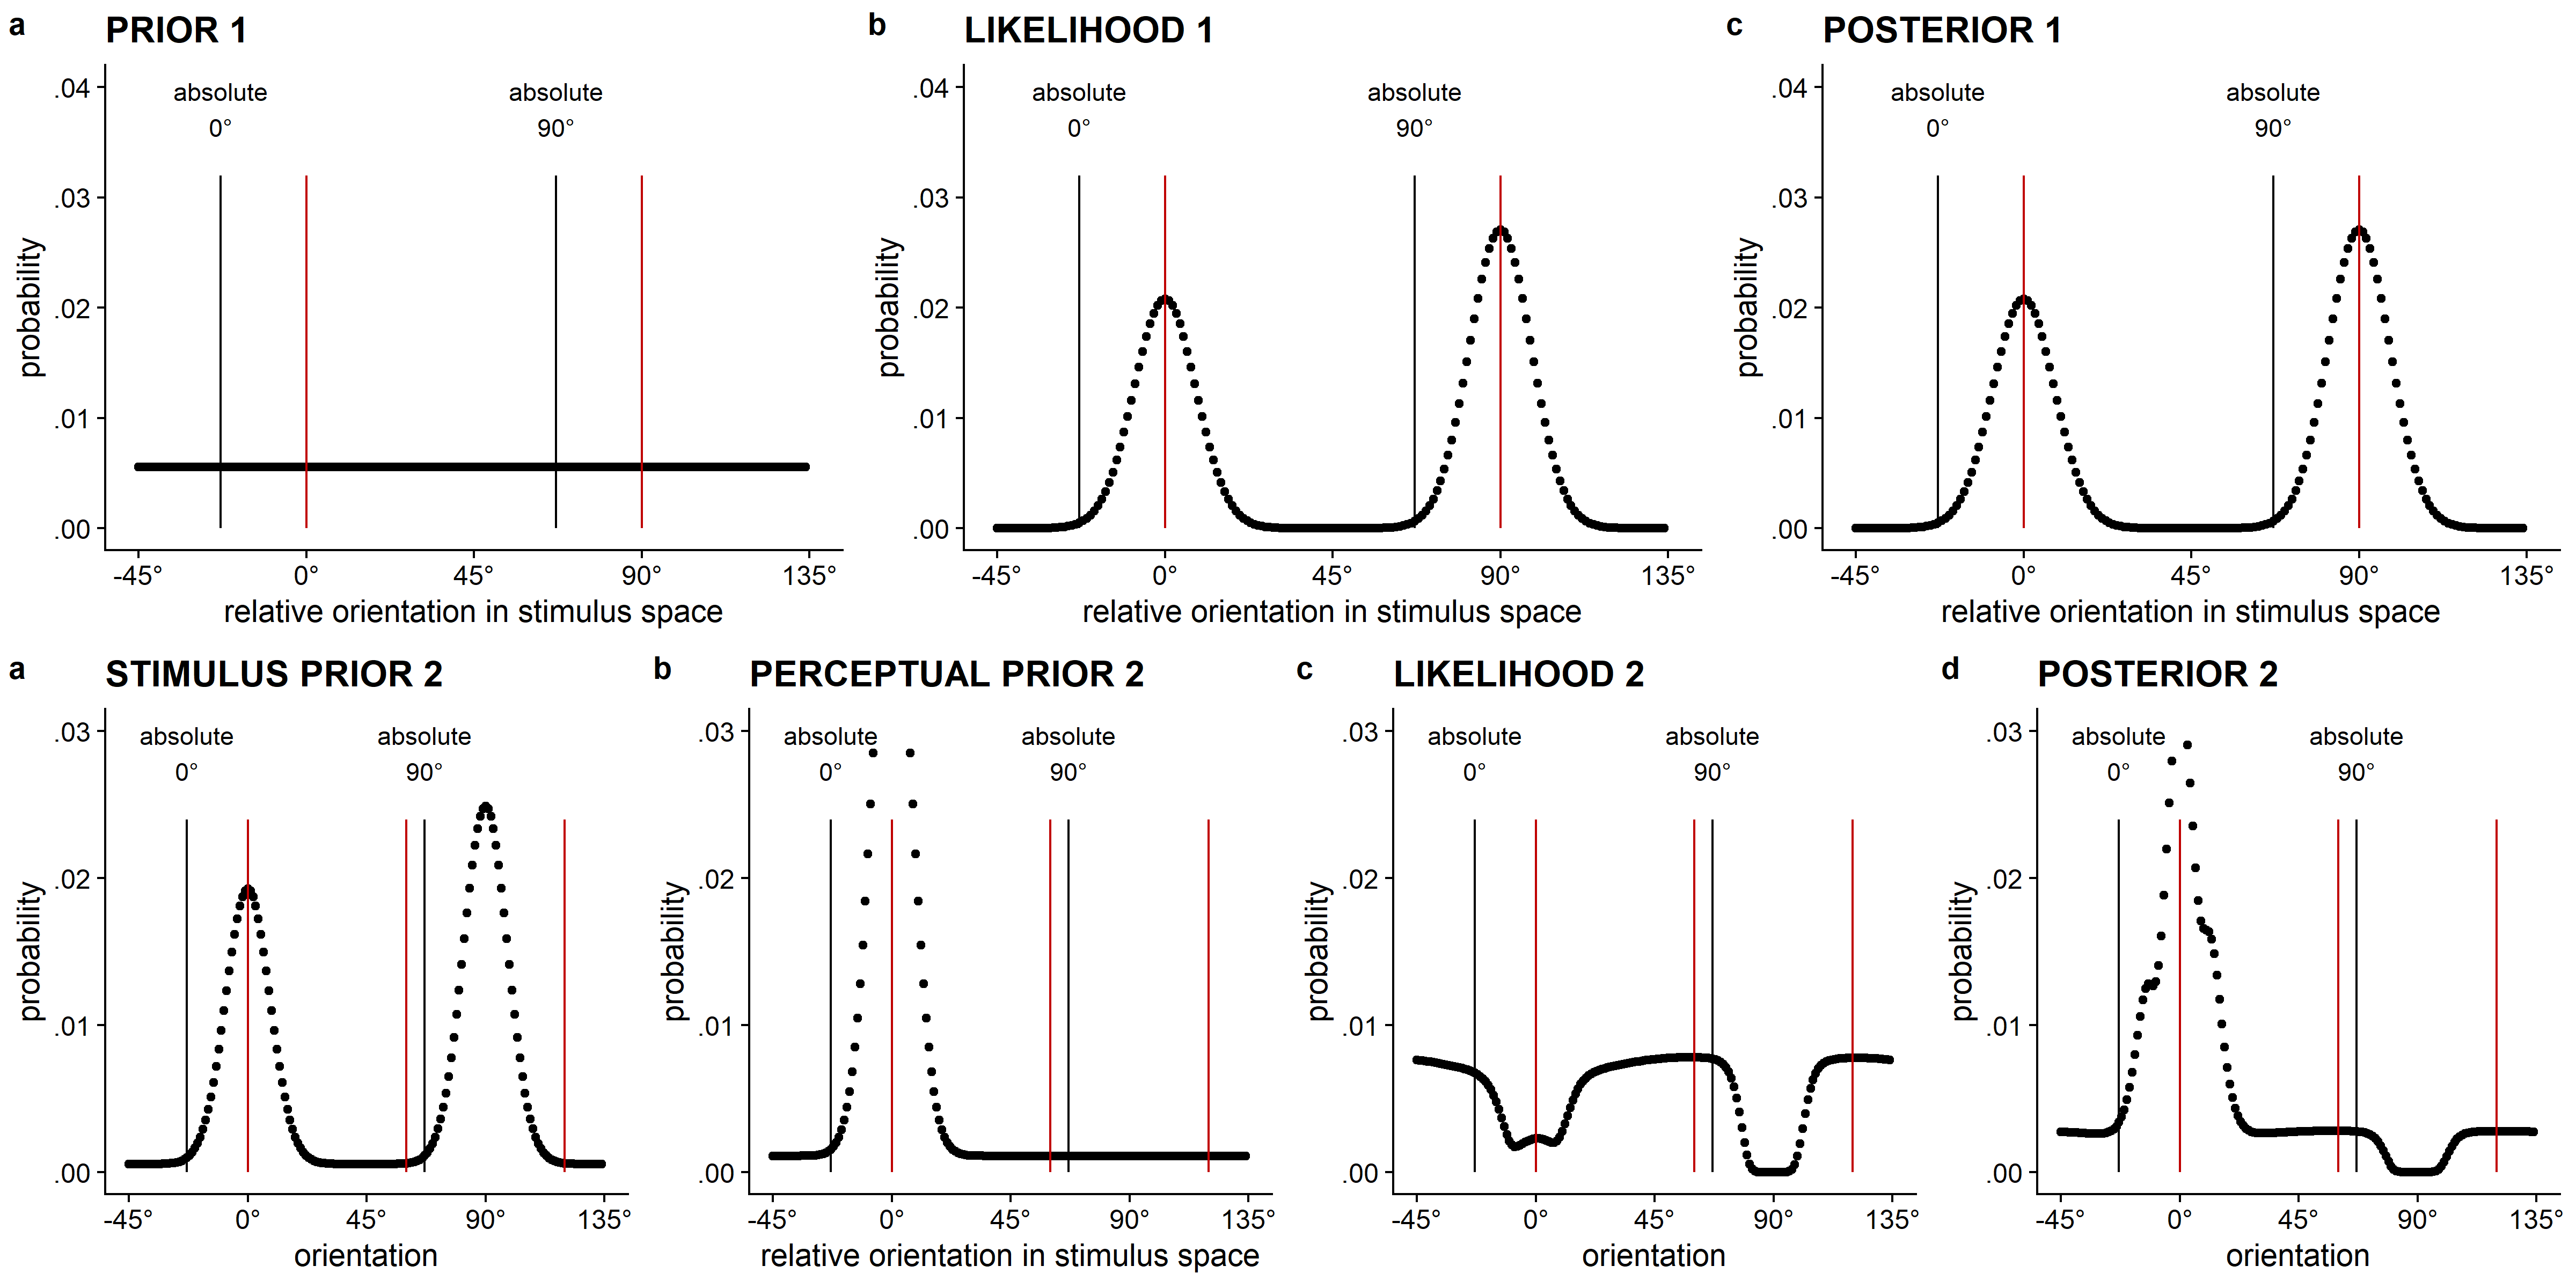 a PRIOR 1
.04
.03
.02
.01
.00
probability
absolute
0°
absolute
90°
-45° 0° 45° 90° 135°
relative orientation in stimulus space
b LIKELIHOOD 1
.04
.03
.02
.01
.00
probability
absolute
0°
absolute
90°
-45° 0° 45° 90° 135°
relative orientation in stimulus space
c POSTERIOR 1
.04
.03
.02
.01
.00
probability
absolute
0°
absolute
90°
-45° 0° 45° 90° 135°
relative orientation in stimulus space
a STIMULUS PRIOR 2
.03
.02
.01
.00
probability
absolute
0°
absolute
90°
-45° 0° 45° 90° 135°
orientation
b PERCEPTUAL PRIOR 2
.03
.02
.01
.00
probability
absolute
0°
absolute
90°
-45° 0° 45° 90° 135°
relative orientation in stimulus space
c LIKELIHOOD 2
.03
.02
.01
.00
probability
absolute
0°
absolute
90°
-45° 0° 45° 90° 135°
orientation
d POSTERIOR 2
.03
.02
.01
.00
probability
absolute
0°
absolute
90°
-45° 0° 45° 90° 135°
orientation